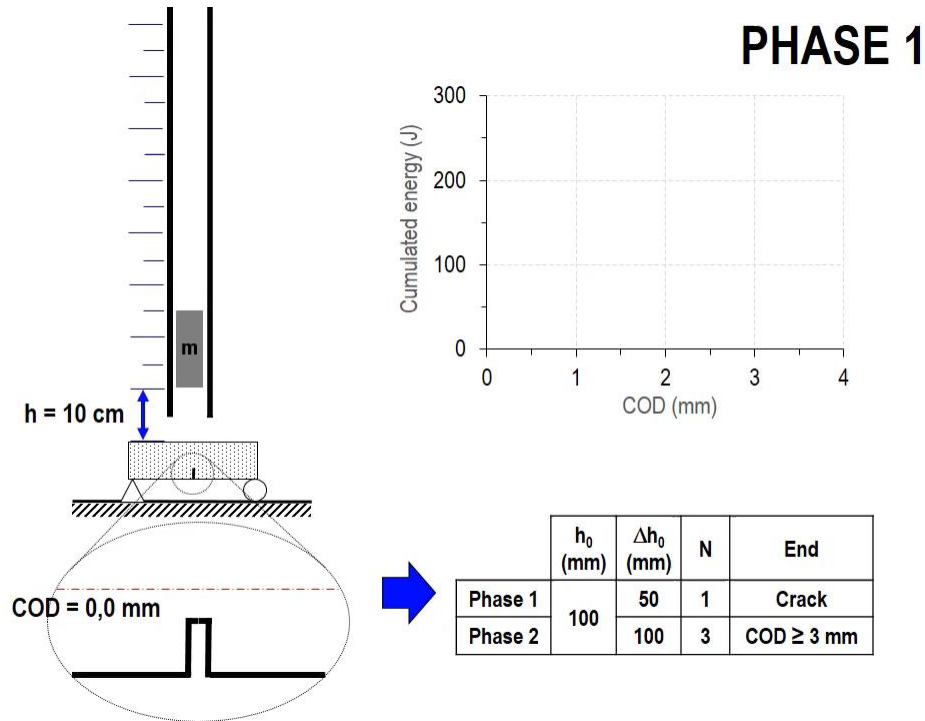 PHASE 1
300
200
100
0
Cumulated energy (J)
0 1 2 3 4
COD (mm)
m
h = 10 cm
COD = 0,0 mm
h₀ (mm) Δh₀ (mm) N End
Phase 1 100 50 1 Crack
Phase 2 100 3 COD ≥ 3 mm